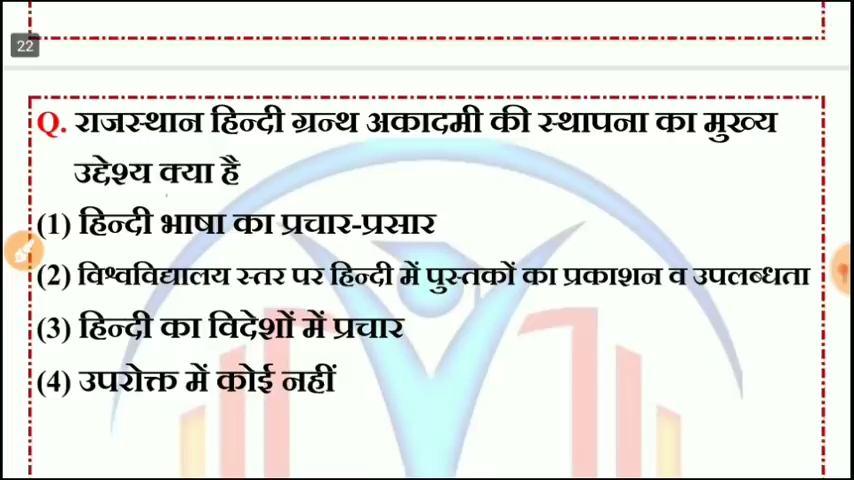 22
Q. राजस्थान हिन्दी ग्रन्थ अकादमी की स्थापना का मुख्य
उद्देश्य क्या है
(1) हिन्दी भाषा का प्रचार-प्रसार
(2) विश्वविद्यालय स्तर पर हिन्दी में पुस्तकों का प्रकाशन व उपलब्धता
(3) हिन्दी का विदेशों में प्रचार
(4) उपरोक्त में कोई नहीं